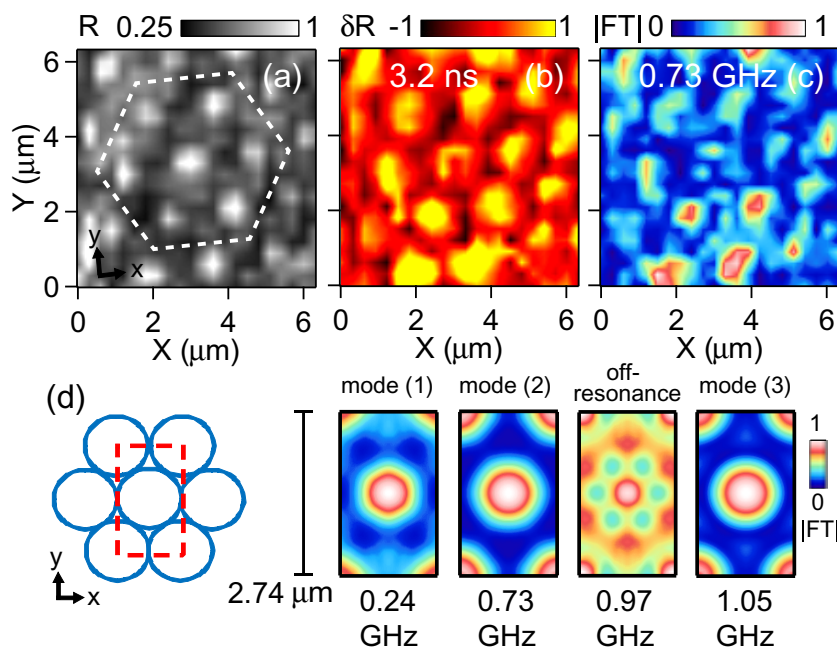 R 0.25 1
δR -1 1
|FT| 0 1
(a)
3.2 ns (b)
0.73 GHz (c)
Y (μm)
6
4
2
0
y
x
0 2 4 6
X (μm)
0 2 4 6
X (μm)
0 2 4 6
X (μm)
(d)
mode (1)
mode (2)
off-
resonance
mode (3)
y
x
2.74 μm
1
0
|FT|
0.24
GHz
0.73
GHz
0.97
GHz
1.05
GHz